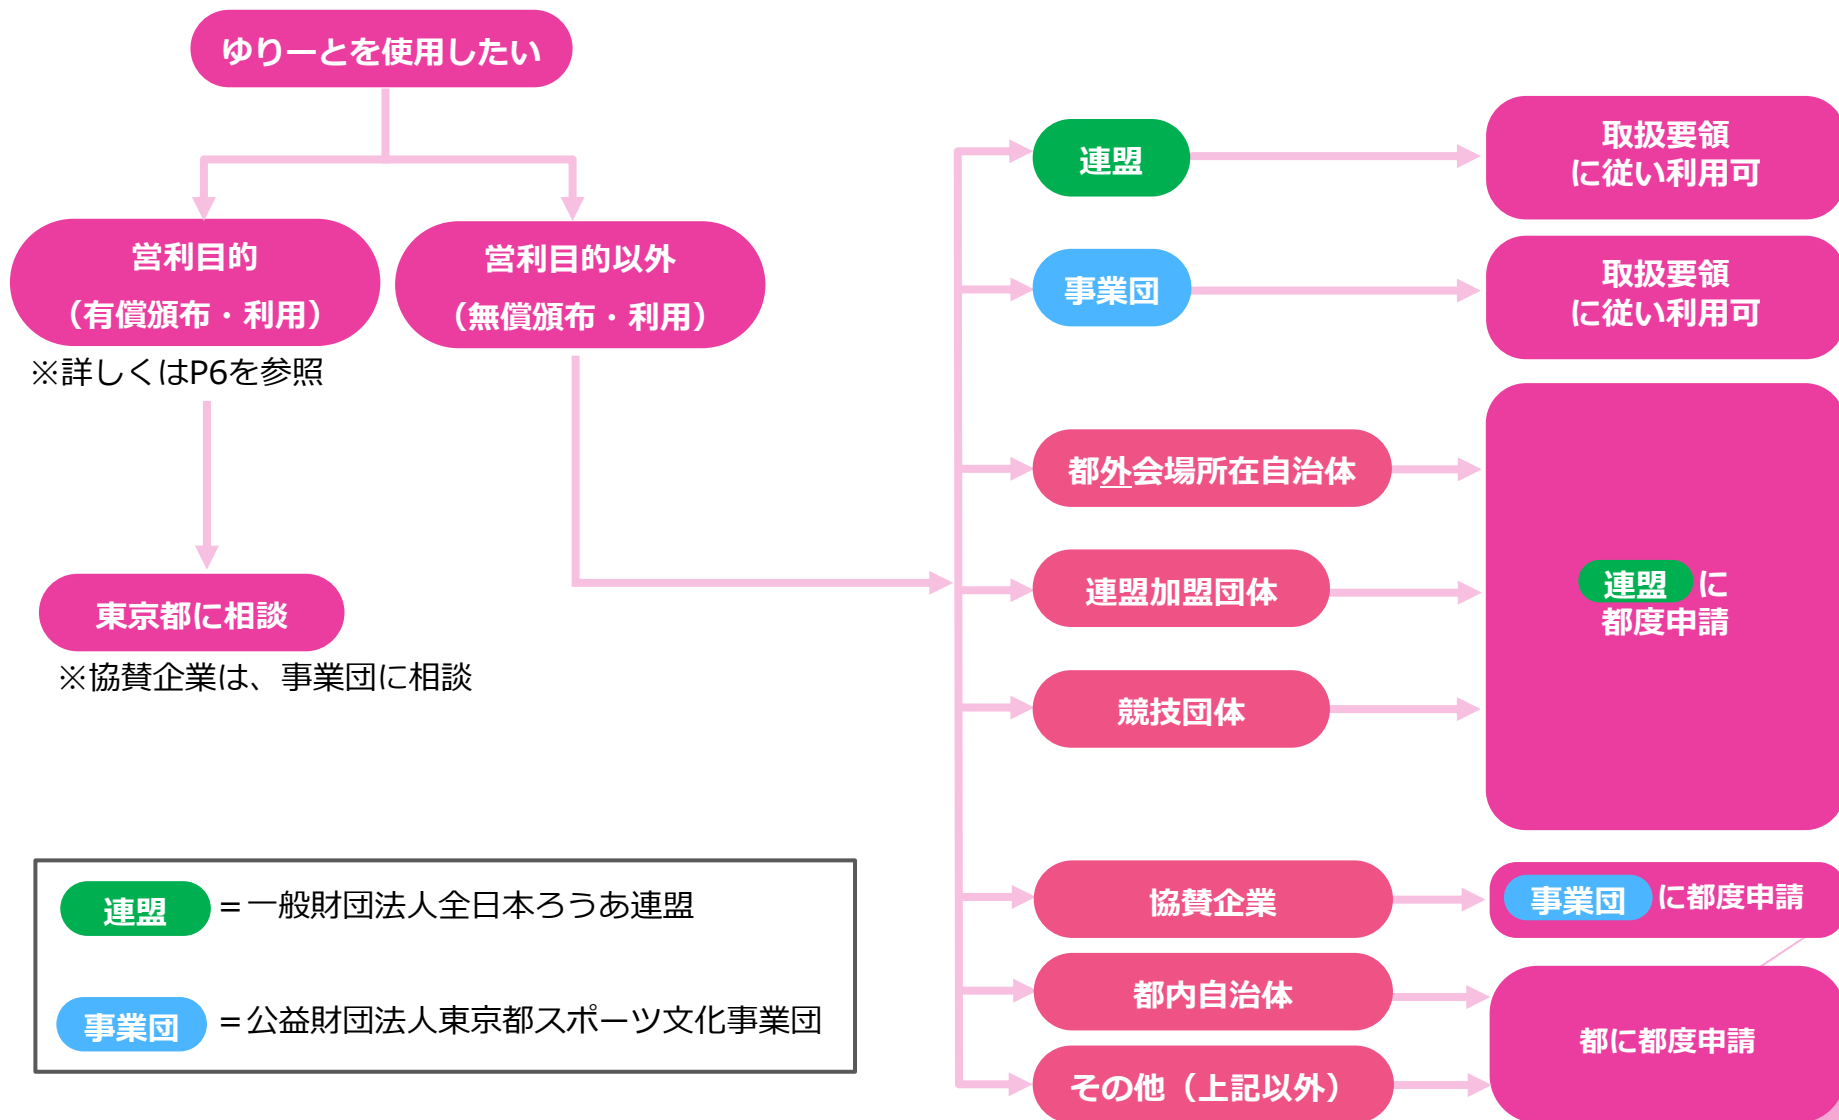 ゆりーとを使用したい
営利目的
（有償頒布・利用）
※詳しくはP6を参照
東京都に相談
※協賛企業は、事業団に相談
営利目的以外
（無償頒布・利用）
連盟
取扱要領
に従い利用可
事業団
取扱要領
に従い利用可
都外会場所在自治体
連盟加盟団体
競技団体
連盟 に
都度申請
協賛企業
事業団 に都度申請
都内自治体
その他（上記以外）
都に都度申請
連盟 =一般財団法人全日本ろうあ連盟
事業団 =公益財団法人東京都スポーツ文化事業団